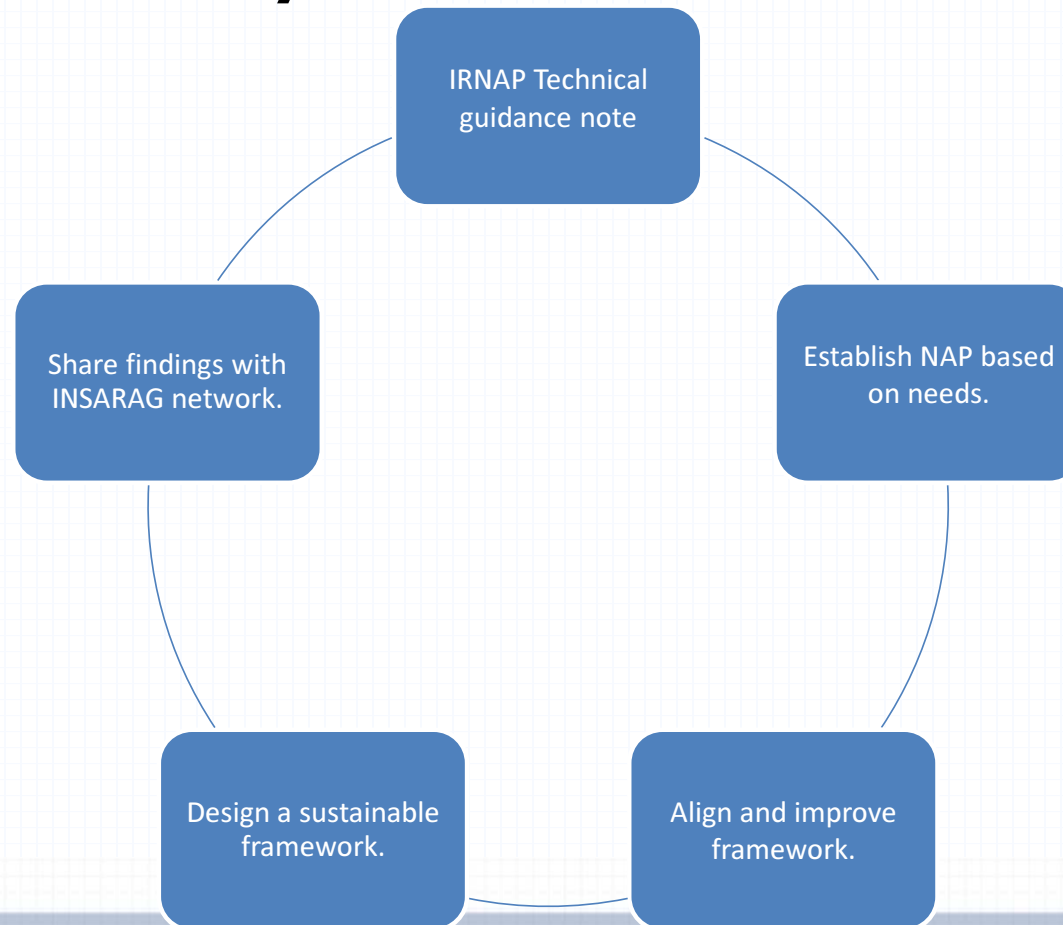 IRNAP Technical
guidance note
Establish NAP based
on needs.
Align and improve
framework.
Design a sustainable
framework.
Share findings with
INSARAG network.